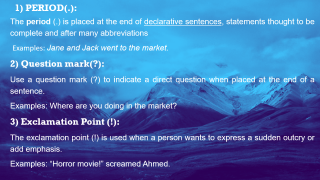 1) PERIOD(.):
The period (.) is placed at the end of declarative sentences, statements thought to be
complete and after many abbreviations
Examples: Jane and Jack went to the market.
2) Question mark(?):
Use a question mark (?) to indicate a direct question when placed at the end of a
sentence.
Examples: Where are you doing in the market?
3) Exclamation Point (!):
The exclamation point (!) is used when a person wants to express a sudden outcry or
add emphasis.
Examples: “Horror movie!” screamed Ahmed.